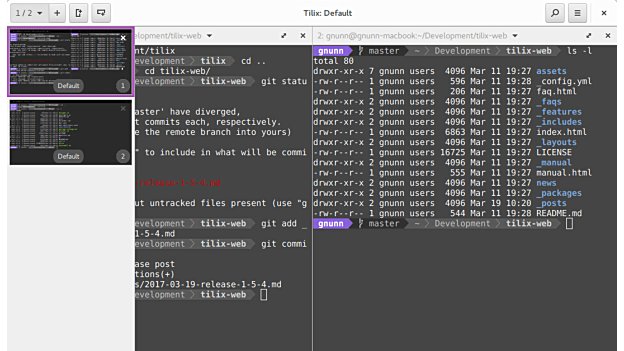 1 / 2
Tilix: Default
Default
1
Default
2
elopment/tilix-web
nt/tilix
evelopment tilix cd ..
cd tilix-web/
evelopment tilix-web git statu
aster' have diverged,
t commits each, respectively.
e the remote branch into yours)
" to include in what will be commi
ut untracked files present (use "g
evelopment tilix-web git add _
1-5-4.md
evelopment tilix-web git commi
ase post
tions(+)
s/2017-03-19-release-1-5-4.md
evelopment tilix-web
2: gnunn@gnunn-macbook:~/Development/tilix-web
gnunn master ~ Development tilix-web ls -l
total 80
drwxr-xr-x 7 gnunn users 4096 Mar 11 19:27 assets
-rw-r--r-- 1 gnunn users 596 Mar 11 19:28 _config.yml
-rw-r--r-- 1 gnunn users 206 Mar 11 19:27 faq.html
drwxr-xr-x 2 gnunn users 4096 Mar 11 19:27 _faqs
drwxr-xr-x 2 gnunn users 4096 Mar 11 19:27 _features
drwxr-xr-x 2 gnunn users 4096 Mar 11 19:27 _includes
-rw-r--r-- 1 gnunn users 6863 Mar 11 19:27 index.html
drwxr-xr-x 2 gnunn users 4096 Mar 11 19:27 _layouts
-rw-r--r-- 1 gnunn users 16725 Mar 11 19:27 LICENSE
drwxr-xr-x 2 gnunn users 4096 Mar 11 19:27 _manual
-rw-r--r-- 1 gnunn users 555 Mar 11 19:27 manual.html
drwxr-xr-x 2 gnunn users 4096 Mar 11 19:27 news
drwxr-xr-x 2 gnunn users 4096 Mar 11 19:27 _packages
drwxr-xr-x 2 gnunn users 4096 Mar 19 10:20 _posts
-rw-r--r-- 1 gnunn users 544 Mar 11 19:28 README.md
gnunn master ~ Development tilix-web